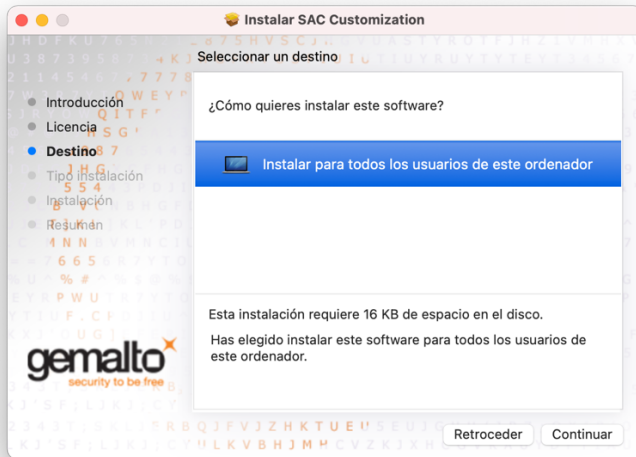 Instalar SAC Customization
Seleccionar un destino
Introducción
Licencia
Destino
Tipo instalación
Instalación
Resumen
¿Cómo quieres instalar este software?
Instalar para todos los usuarios de este ordenador
Esta instalación requiere 16 KB de espacio en el disco.
Has elegido instalar este software para todos los usuarios de
este ordenador.
gemalto
security to be free
Retroceder
Continuar